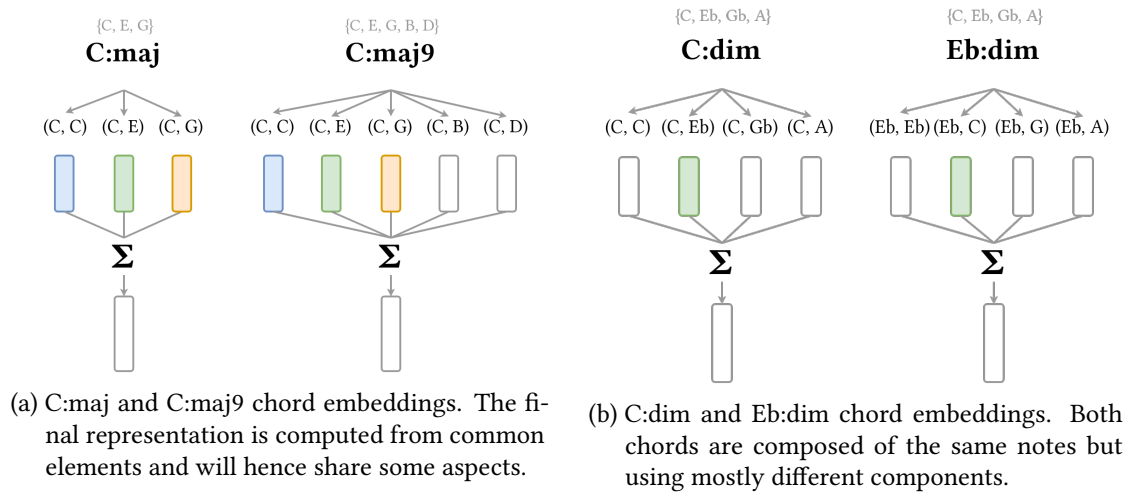 {C, E, G}
C:maj
(C, C) (C, E) (C, G)
Σ
{C, E, G, B, D}
C:maj9
(C, C) (C, E) (C, G) (C, B) (C, D)
Σ
(a) C:maj and C:maj9 chord embeddings. The fi-
nal representation is computed from common
elements and will hence share some aspects.
{C, Eb, Gb, A}
C:dim
(C, C) (C, Eb) (C, Gb) (C, A)
Σ
{C, Eb, Gb, A}
Eb:dim
(Eb, Eb) (Eb, C) (Eb, G) (Eb, A)
Σ
(b) C:dim and Eb:dim chord embeddings. Both
chords are composed of the same notes but
using mostly different components.